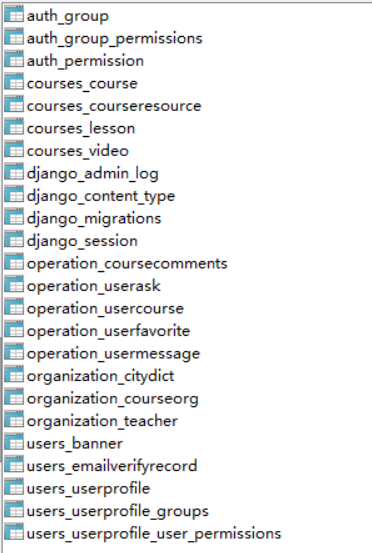 auth_group
auth_group_permissions
auth_permission
courses_course
courses_courseresource
courses_lesson
courses_video
django_admin_log
django_content_type
django_migrations
django_session
operation_coursecomments
operation_userask
operation_usercourse
operation_userfavorite
operation_usermessage
organization_citydict
organization_courseorg
organization_teacher
users_banner
users_emailverifyrecord
users_userprofile
users_userprofile_groups
users_userprofile_user_permissions